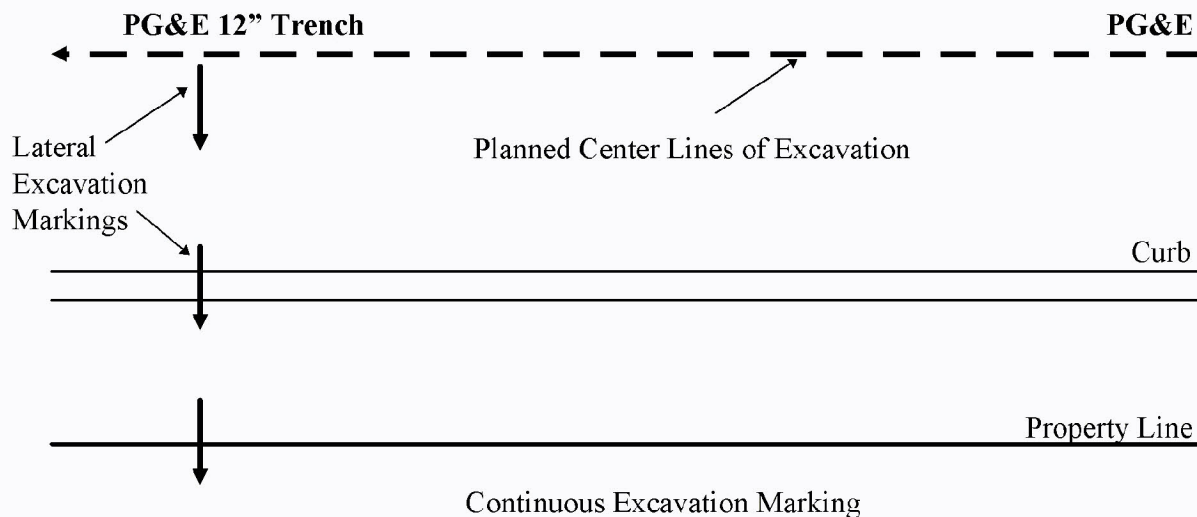 PG&E 12” Trench
PG&E
Lateral
Excavation
Markings
Planned Center Lines of Excavation
Curb
Property Line
Continuous Excavation Marking